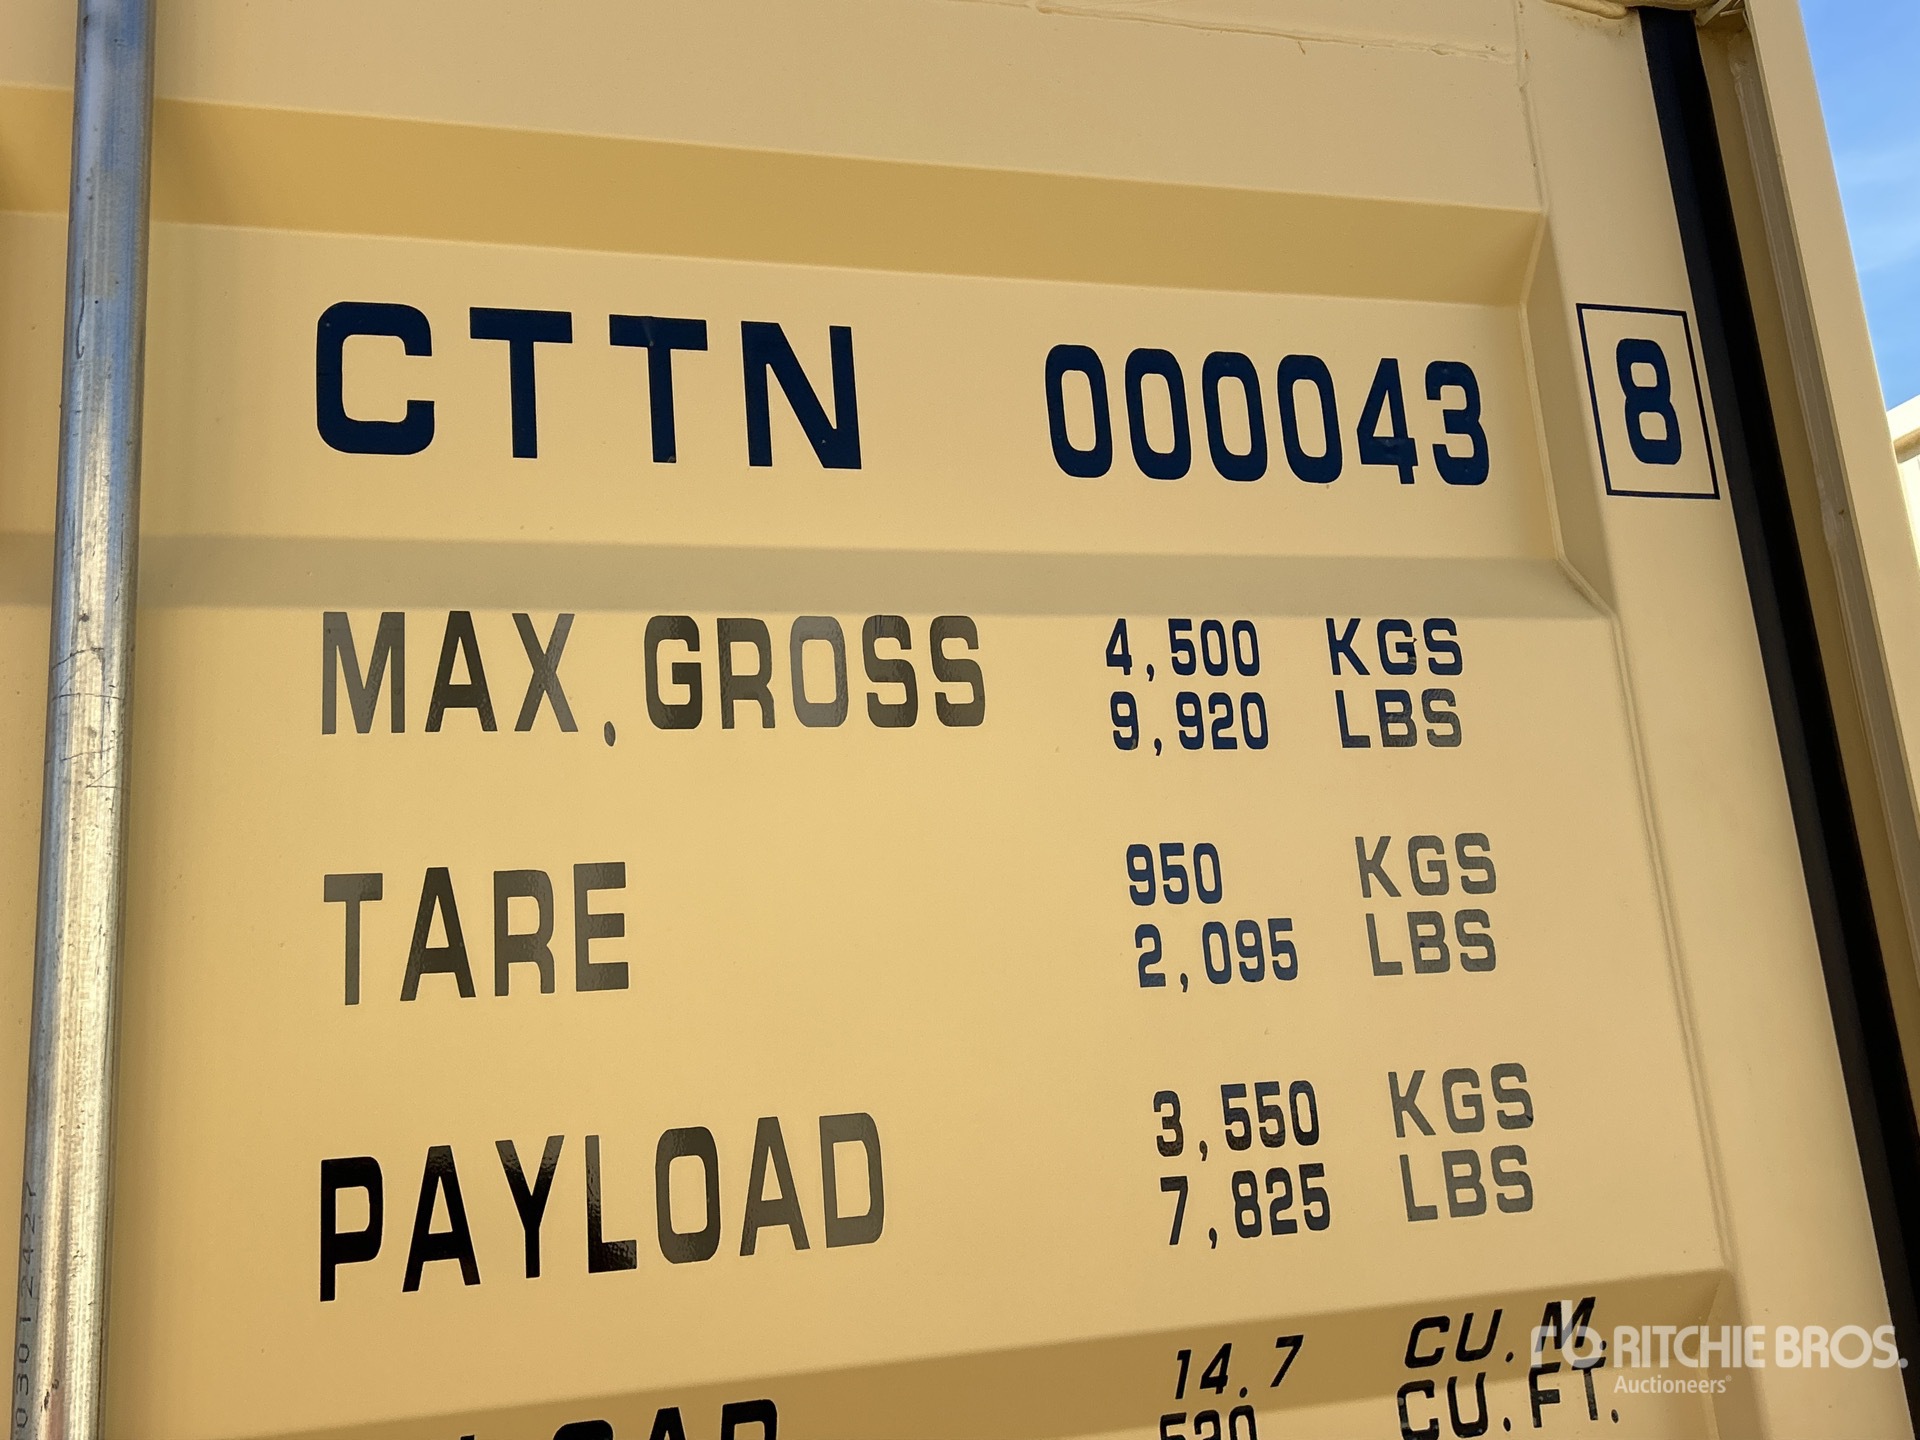 CTTN 000043 8
MAX.GROSS 4,500 KGS
9,920 LBS
TARE 950 KGS
2,095 LBS
PAYLOAD 3,550 KGS
7,825 LBS
14.7 CU.M.
CU.FT.
03012427
RITCHIE BROS.
Auctioneers